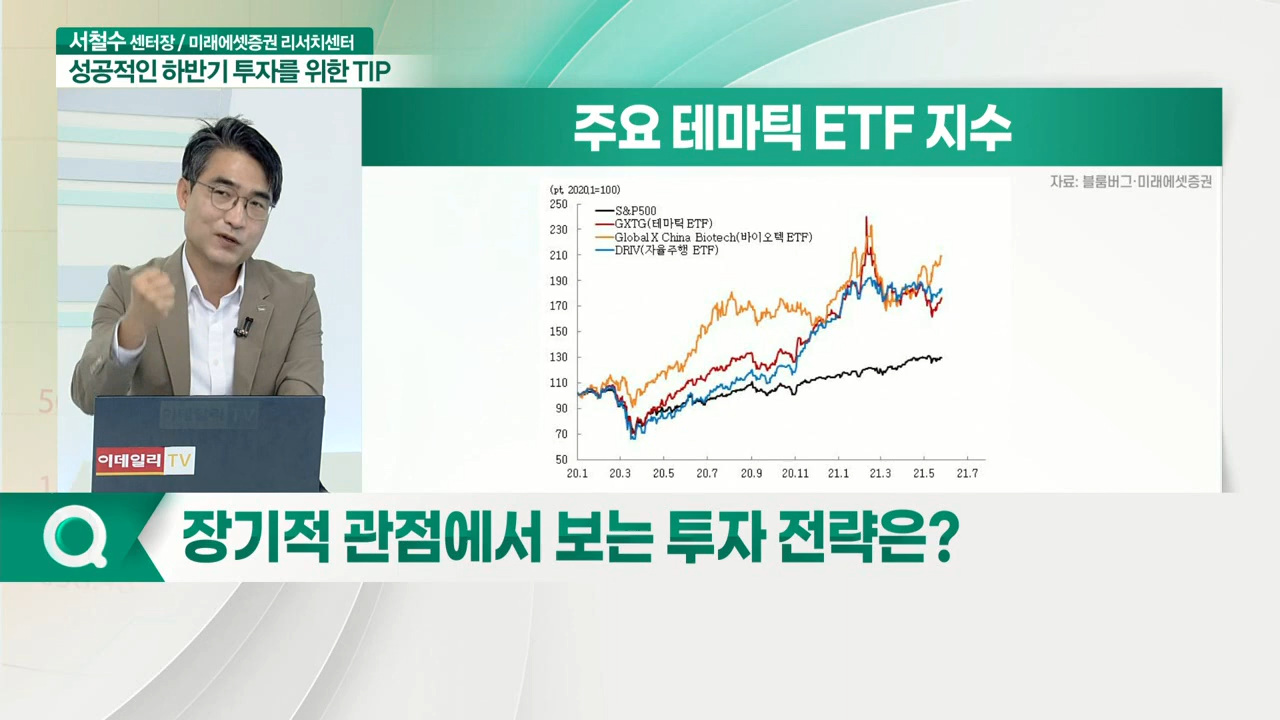 서철수 센터장 / 미래에셋증권 리서치센터
성공적인 하반기 투자를 위한 TIP
주요 테마틱 ETF 지수
자료: 블룸버그·미래에셋증권
(pt, 2020,1=100)
S&P500
GXTG(테마틱 ETF)
Global X China Biotech(바이오텍 ETF)
DRIV(자율주행 ETF)
250
230
210
190
170
150
130
110
90
70
50
20.1 20.3 20.5 20.7 20.9 20.11 21.1 21.3 21.5 21.7
이데일리 TV
이데일리 TV
Q 장기적 관점에서 보는 투자 전략은?